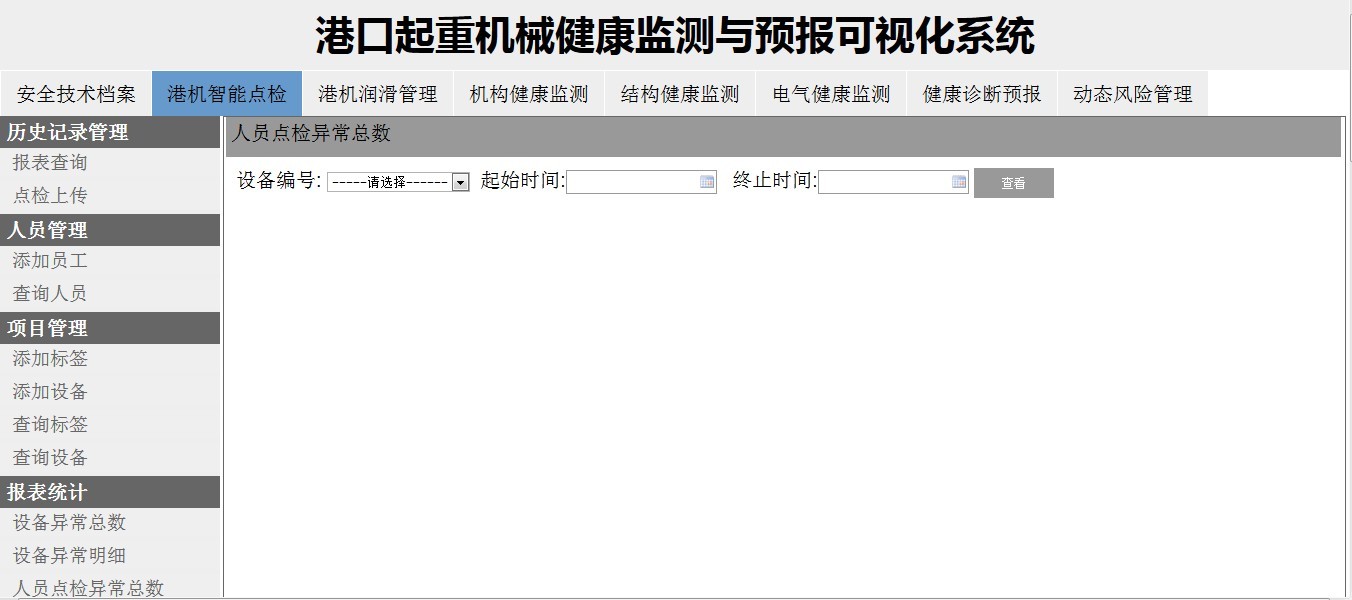 港口起重机械健康监测与预报可视化系统
安全技术档案 港机智能点检 港机润滑管理 机构健康监测 结构健康监测 电气健康监测 健康诊断预报 动态风险管理
历史记录管理
报表查询
点检上传
人员管理
添加员工
查询人员
项目管理
添加标签
添加设备
查询标签
查询设备
报表统计
设备异常总数
设备异常明细
人员点检异常总数
人员点检异常总数
设备编号: -----请选择------ 起始时间: 终止时间: 查看